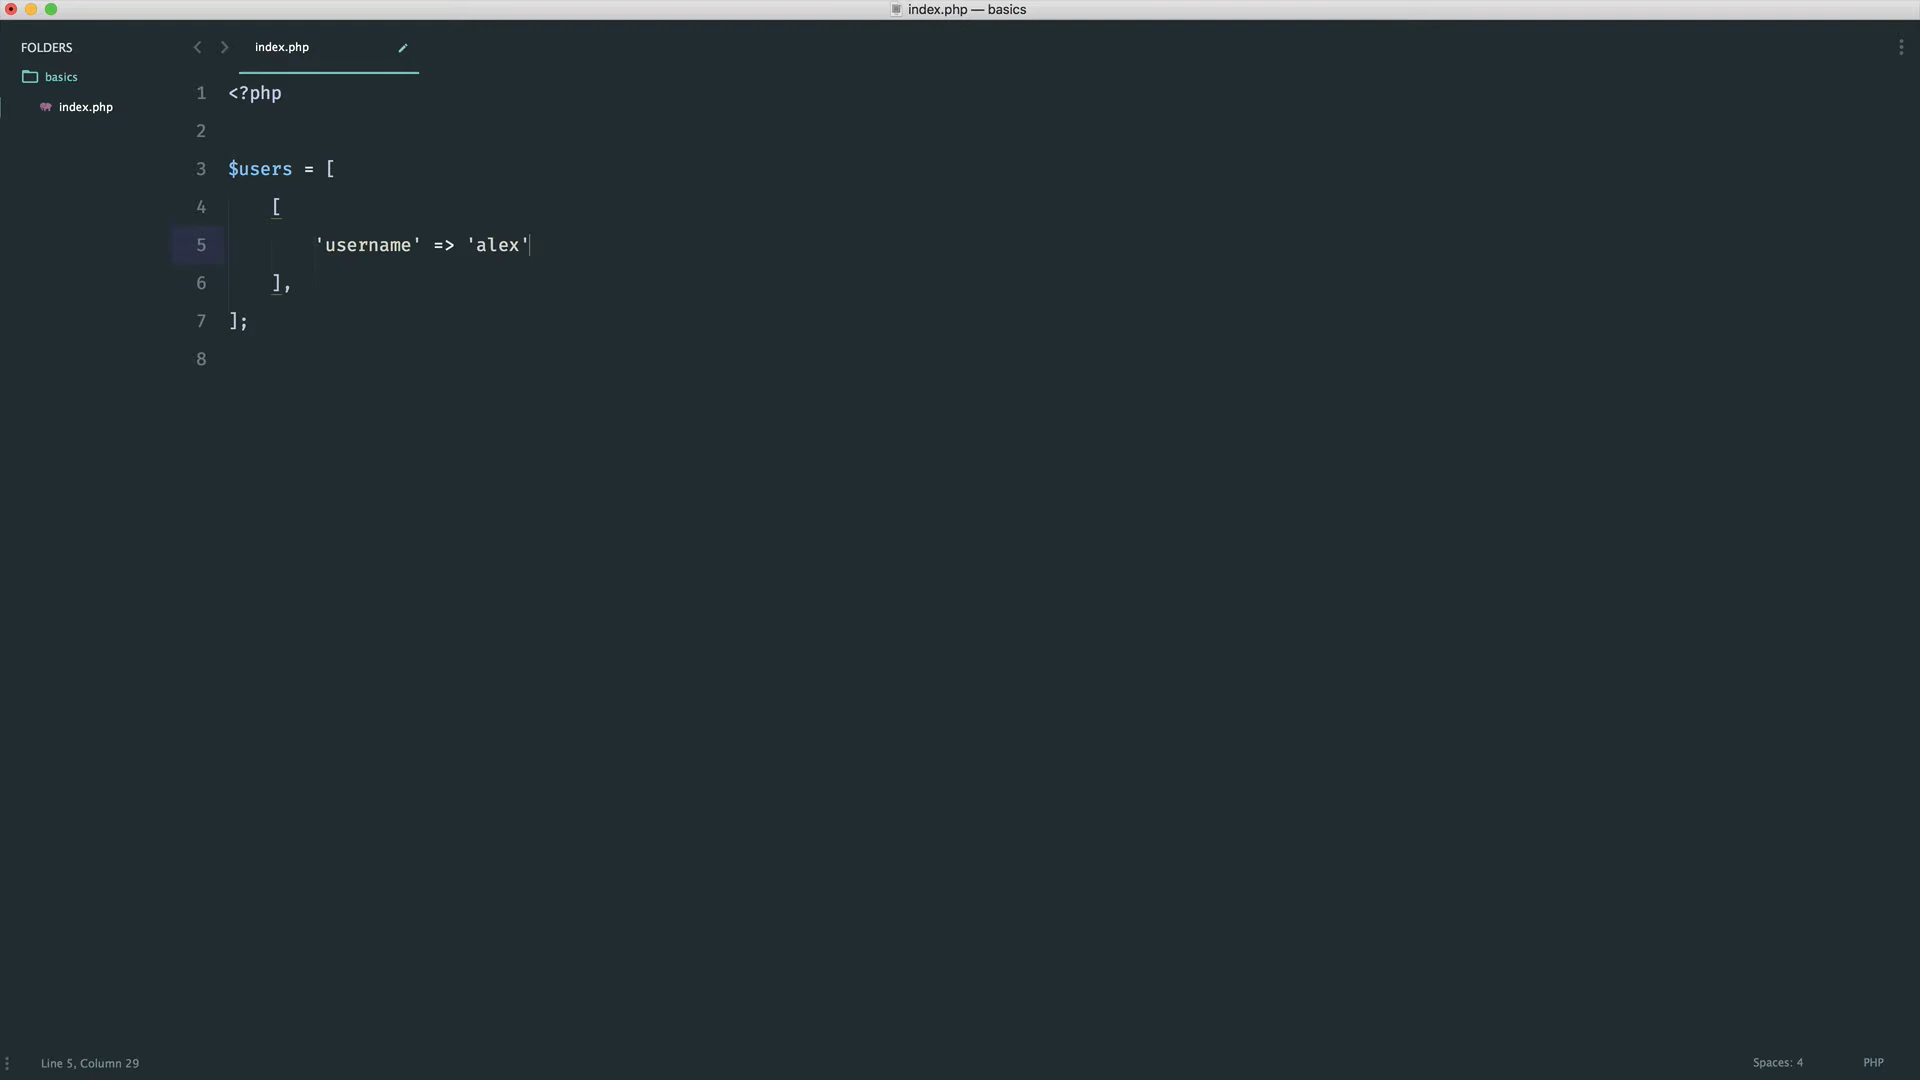 index.php — basics
FOLDERS
basics
index.php
index.php
1 <?php
2
3 $users = [
4     [
5         'username' => 'alex'
6     ],
7 ];
8
Line 5, Column 29
Spaces: 4
PHP